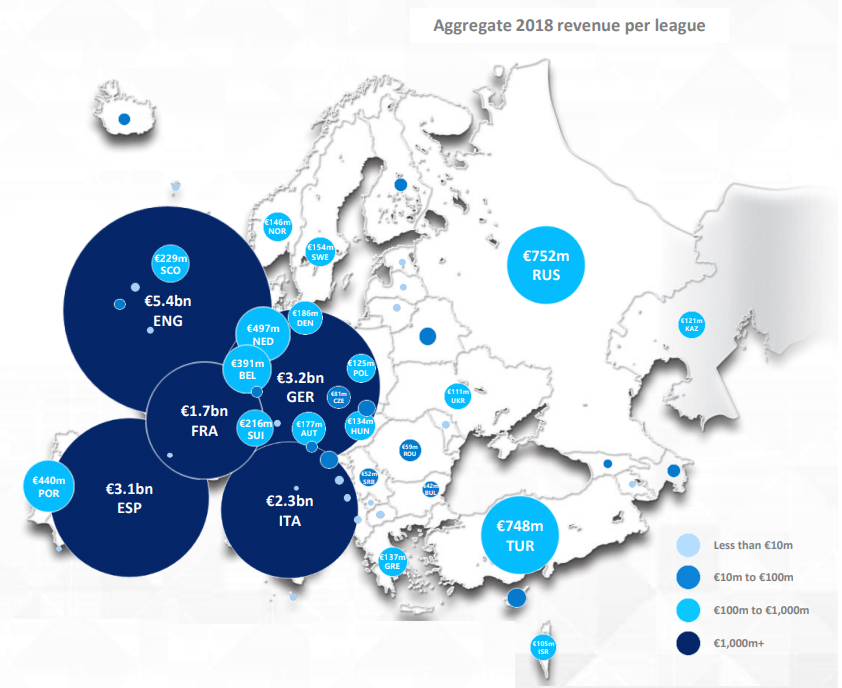 Aggregate 2018 revenue per league
€146m
NOR
€154m
SWE
€229m
SCO
€752m
RUS
€5.4bn
ENG
€186m
DEN
€497m
NED
€121m
KAZ
€391m
BEL
€3.2bn
GER
€125m
POL
€81m
CZE
€111m
UKR
€1.7bn
FRA
€216m
SUI
€177m
AUT
€134m
HUN
€59m
ROU
€440m
POR
€3.1bn
ESP
€2.3bn
ITA
€52m
SRB
€42m
BUL
€748m
TUR
€137m
GRE
€105m
ISR
Less than €10m
€10m to €100m
€100m to €1,000m
€1,000m+